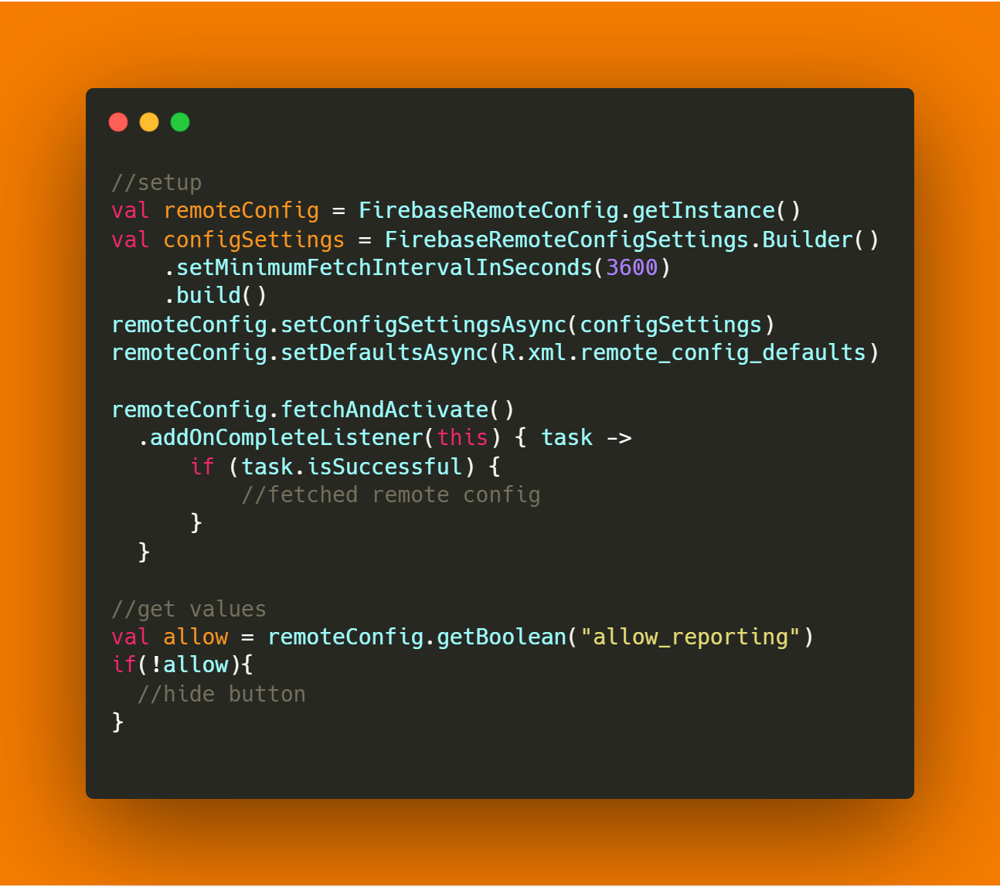 //setup
val remoteConfig = FirebaseRemoteConfig.getInstance()
val configSettings = FirebaseRemoteConfigSettings.Builder()
    .setMinimumFetchIntervalInSeconds(3600)
    .build()
remoteConfig.setConfigSettingsAsync(configSettings)
remoteConfig.setDefaultsAsync(R.xml.remote_config_defaults)

remoteConfig.fetchAndActivate()
  .addOnCompleteListener(this) { task ->
      if (task.isSuccessful) {
          //fetched remote config
      }
  }

//get values
val allow = remoteConfig.getBoolean("allow_reporting")
if(!allow){
  //hide button
}